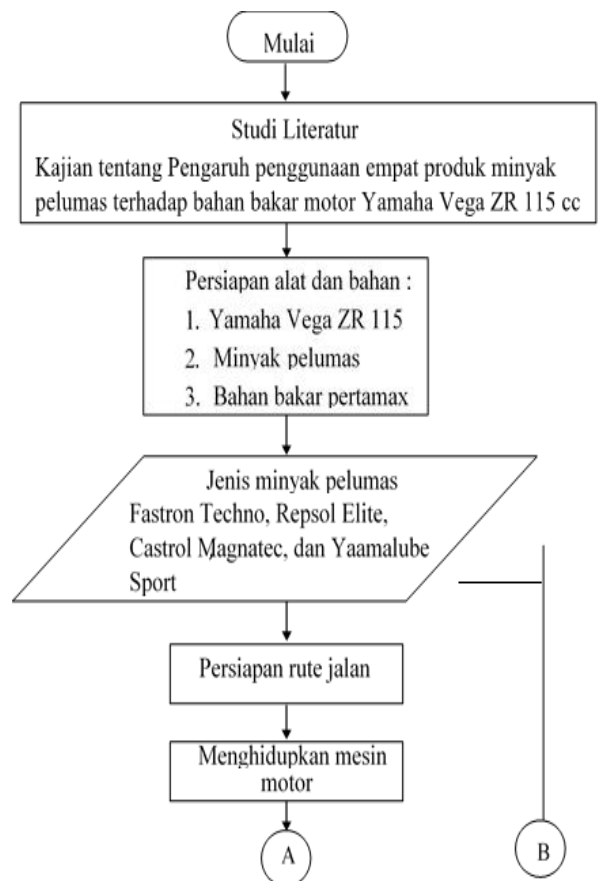 Mulai
Studi Literatur
Kajian tentang Pengaruh penggunaan empat produk minyak
pelumas terhadap bahan bakar motor Yamaha Vega ZR 115 cc
Persiapan alat dan bahan :
1. Yamaha Vega ZR 115
2. Minyak pelumas
3. Bahan bakar pertamax
Jenis minyak pelumas
Fastron Techno, Repsol Elite,
Castrol Magnatec, dan Yaamalube
Sport
Persiapan rute jalan
Menghidupkan mesin
motor
A
B